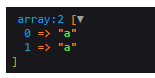 array:2 [▼
  0 => "a"
  1 => "a"
]